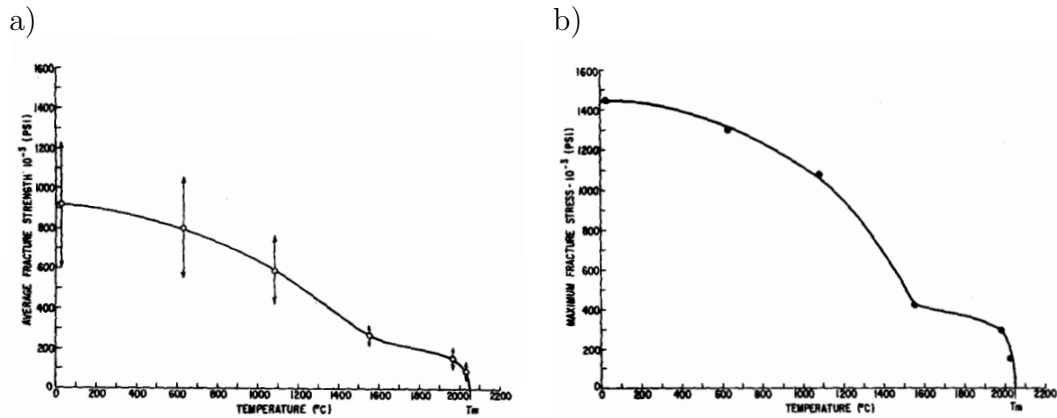 a)
b)
1600
1400
1200
1000
800
600
400
200
0
AVERAGE FRACTURE STRENGTH·10⁻³ (PSI)
0 200 400 600 800 1000 1200 1400 1600 1800 2000 2200
TEMPERATURE (°C)
Tm
1600
1400
1200
1000
800
600
400
200
0
MAXIMUM FRACTURE STRESS-10⁻³ (PSI)
0 200 400 600 800 1000 1200 1400 1600 1800 2000 2200
TEMPERATURE (°C)
Tm